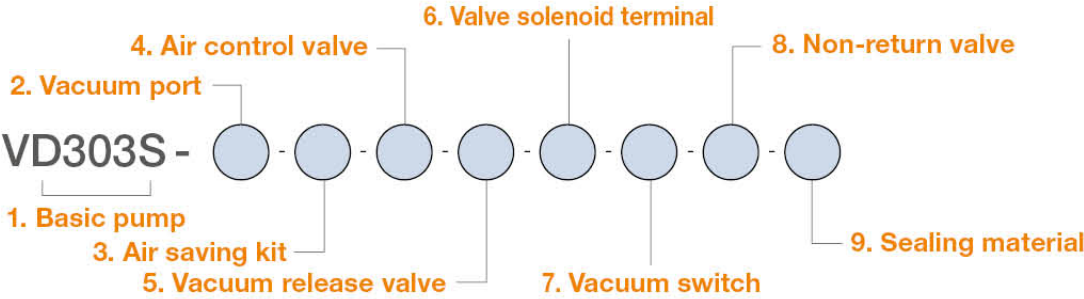 6. Valve solenoid terminal
4. Air control valve
8. Non-return valve
2. Vacuum port
VD303S - - - - - - - -
1. Basic pump
3. Air saving kit
9. Sealing material
5. Vacuum release valve
7. Vacuum switch